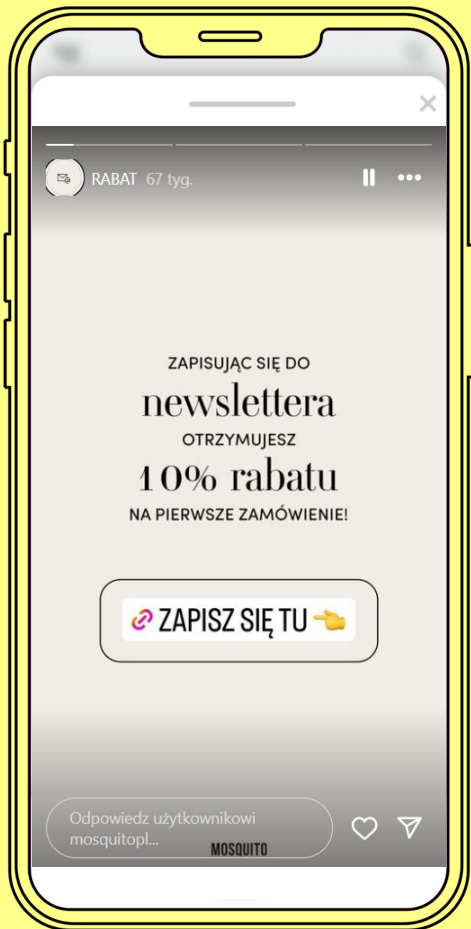 RABAT 67 tyg.
ZAPISUJĄC SIĘ DO
newslettera
OTRZYMUJESZ
10% rabatu
NA PIERWSZE ZAMÓWIENIE!
ZAPISZ SIĘ TU
Odpowiedz użytkownikowi
mosquitopl...
MOSQUITO